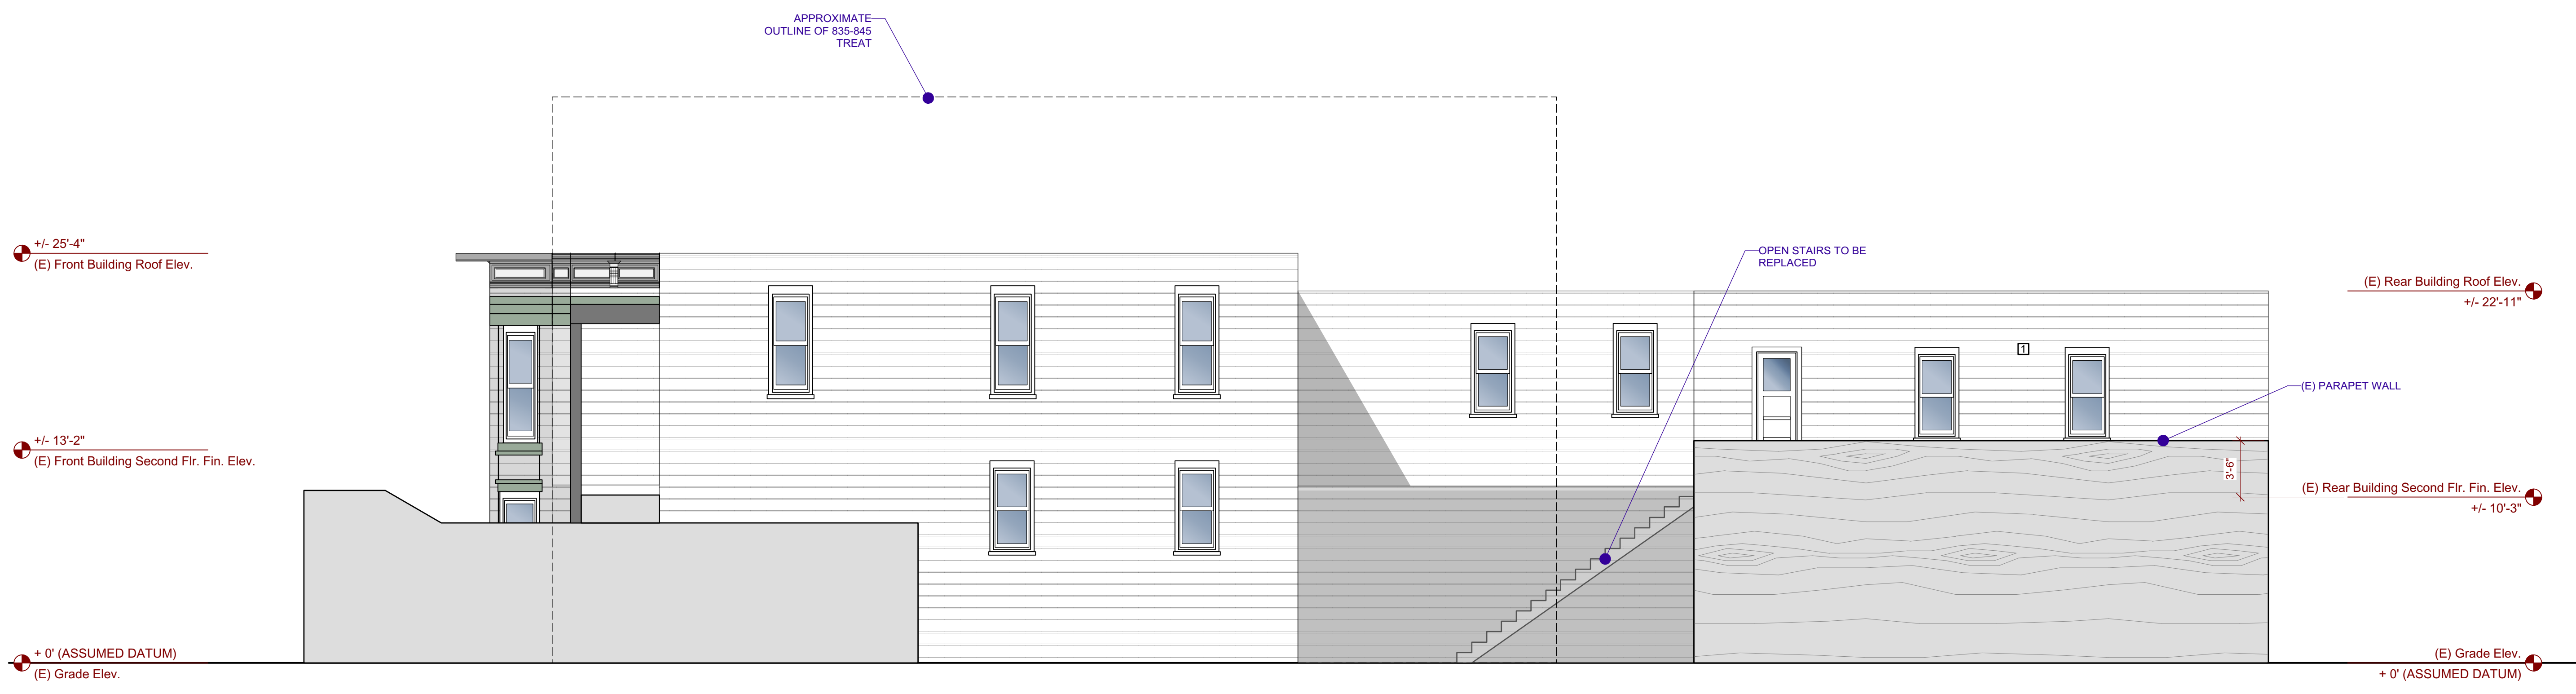 APPROXIMATE
OUTLINE OF 835-845
TREAT
+/- 25'-4"
(E) Front Building Roof Elev.
OPEN STAIRS TO BE
REPLACED
(E) Rear Building Roof Elev.
+/- 22'-11"
1
(E) PARAPET WALL
+/- 13'-2"
(E) Front Building Second Flr. Fin. Elev.
3'-6"
(E) Rear Building Second Flr. Fin. Elev.
+/- 10'-3"
+ 0' (ASSUMED DATUM)
(E) Grade Elev.
(E) Grade Elev.
+ 0' (ASSUMED DATUM)